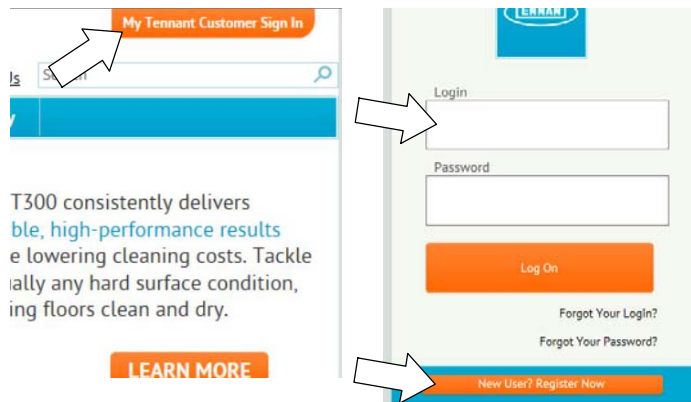 My Tennant Customer Sign In
Us
T300 consistently delivers
ble, high-performance results
e lowering cleaning costs. Tackle
ally any hard surface condition,
ing floors clean and dry.
LEARN MORE
Login
Password
Log On
Forgot Your Login?
Forgot Your Password?
New User? Register Now